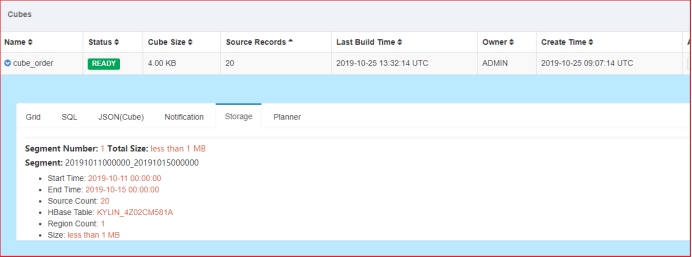 Cubes
Name Status Cube Size Source Records Last Build Time Owner Create Time
cube_order READY 4.00 KB 20 2019-10-25 13:32:14 UTC ADMIN 2019-10-25 09:07:14 UTC
Grid SQL JSON(Cube) Notification Storage Planner
Segment Number: 1 Total Size: less than 1 MB
Segment: 20191011000000_20191015000000
Start Time: 2019-10-11 00:00:00
End Time: 2019-10-15 00:00:00
Source Count: 20
HBase Table: KYLIN_4Z02CM581A
Region Count: 1
Size: less than 1 MB